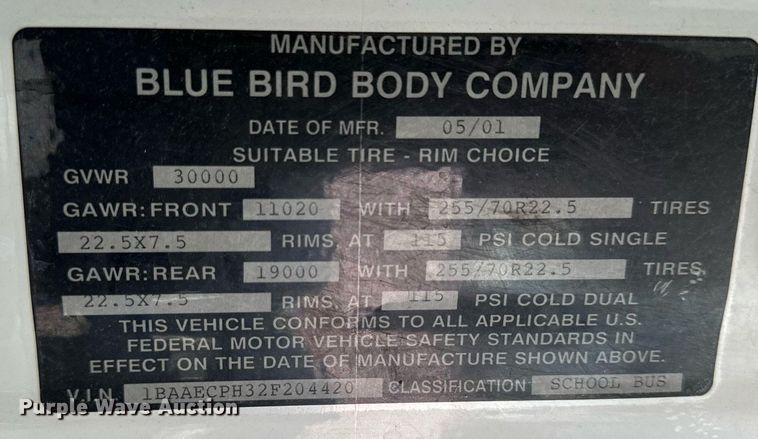 MANUFACTURED BY
BLUE BIRD BODY COMPANY
DATE OF MFR. 05/01
SUITABLE TIRE - RIM CHOICE
GVWR 30000
GAWR: FRONT 11020 WITH 255/70R22.5 TIRES
22.5X7.5 RIMS, AT 115 PSI COLD SINGLE
GAWR: REAR 19000 WITH 255/70R22.5 TIRES
22.5X7.5 RIMS, AT 115 PSI COLD DUAL
THIS VEHICLE CONFORMS TO ALL APPLICABLE U.S.
FEDERAL MOTOR VEHICLE SAFETY STANDARDS IN
EFFECT ON THE DATE OF MANUFACTURE SHOWN ABOVE.
V.I.N. 1BAAECPH32F204420 CLASSIFICATION SCHOOL BUS
Purple Wave Auction